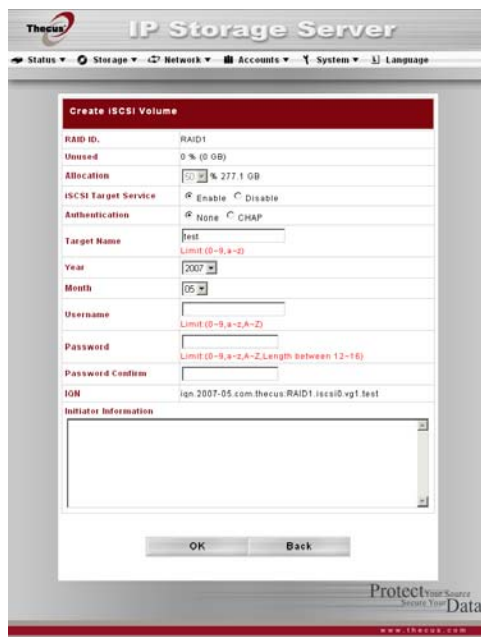 Thecus
IP Storage Server
Status Storage Network Accounts System Language
Create iSCSI Volume
RAID ID. RAID1
Unused 0 % (0 GB)
Allocation 50 % 277.1 GB
iSCSI Target Service Enable Disable
Authentication None CHAP
Target Name test
Limit:(0~9,a~z)
Year 2007
Month 05
Username
Limit:(0~9,a~z,A~Z)
Password
Limit:(0~9,a~z,A~Z,Length between 12~16)
Password Confirm
IQN iqn.2007-05.com.thecus:RAID1.iscsi0.vg1.test
Initiator Information
OK Back
Protect Your Source
Secure Your Data
www.thecus.com